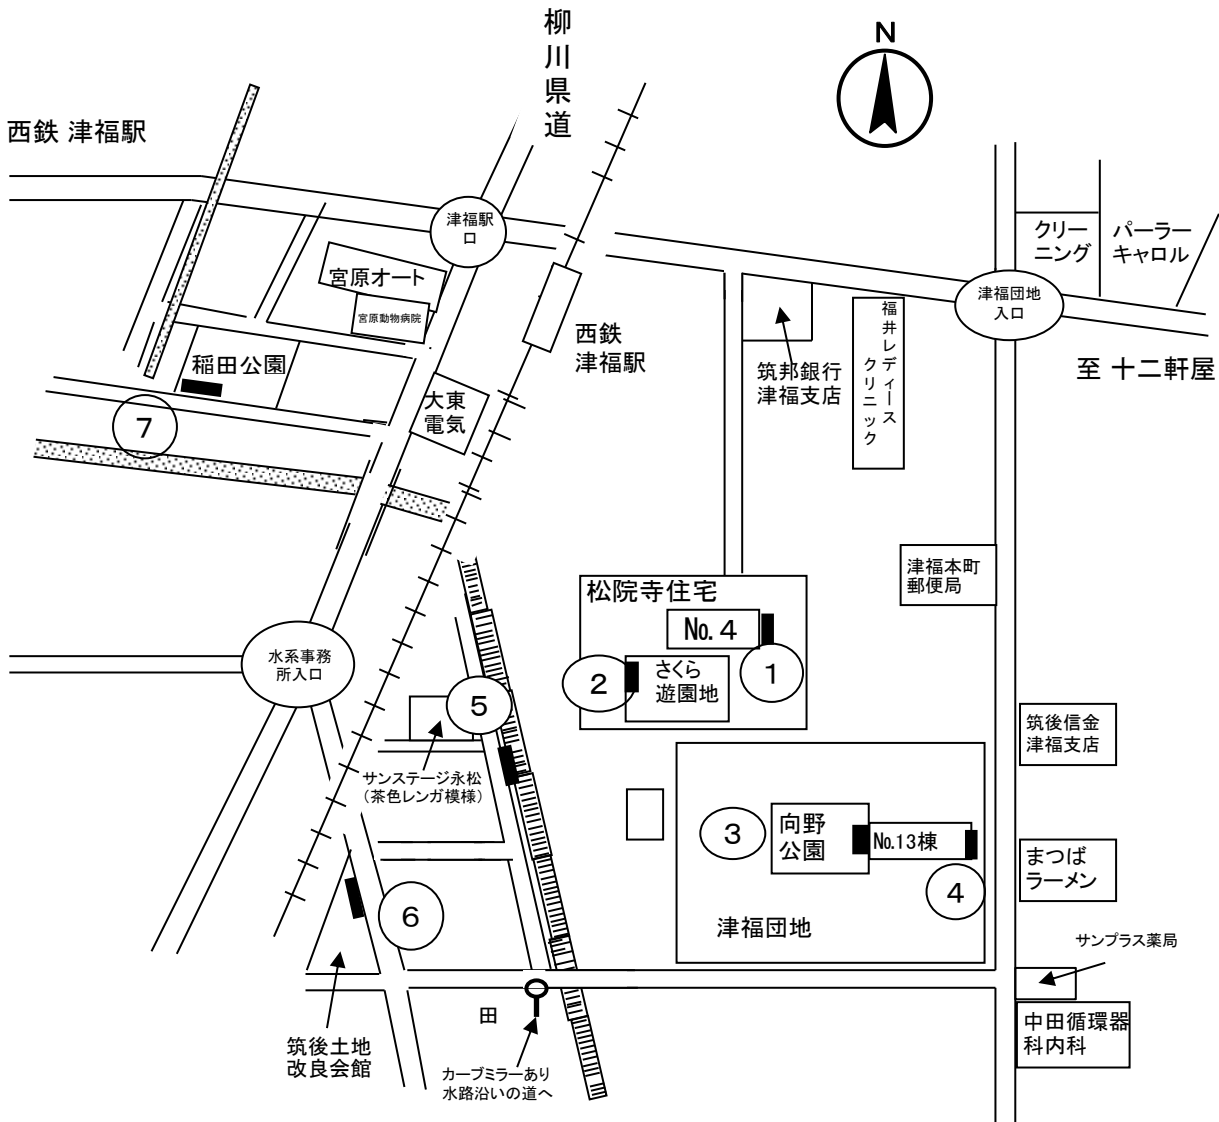 柳川県道
N
西鉄 津福駅
津福駅
口
クリー
ニング
パーラー
キャロル
宮原オート
宮原動物病院
津福団地
入口
西鉄
津福駅
筑邦銀行
津福支店
福井レディース
クリニック
至 十二軒屋
稲田公園
大東
電気
7
津福本町
郵便局
松院寺住宅
No.4
1
2
さくら
遊園地
水系事務
所入口
5
サンステージ永松
（茶色レンガ模様）
筑後信金
津福支店
3
向野
公園
No.13棟
4
まつば
ラーメン
6
津福団地
サンプラス薬局
田
筑後土地
改良会館
カーブミラーあり
水路沿いの道へ
中田循環器
科内科